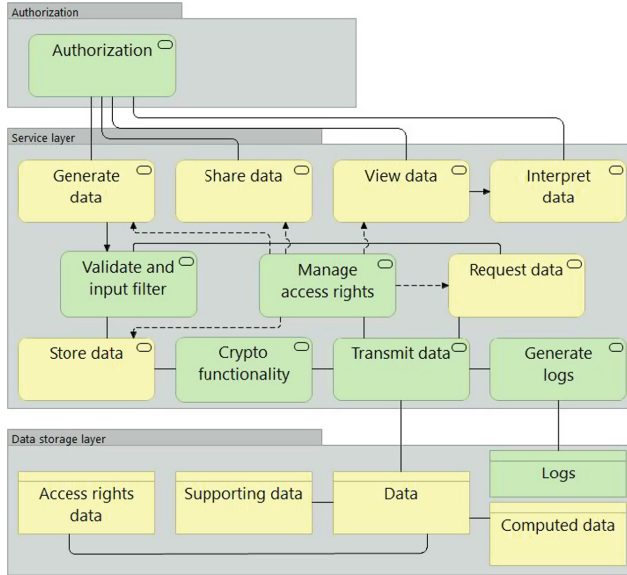 Authorization
Authorization
Service layer
Generate
data
Share data
View data
Interpret
data
Validate and
input filter
Manage
access rights
Request data
Store data
Crypto
functionality
Transmit data
Generate
logs
Data storage layer
Access rights
data
Supporting data
Data
Logs
Computed data